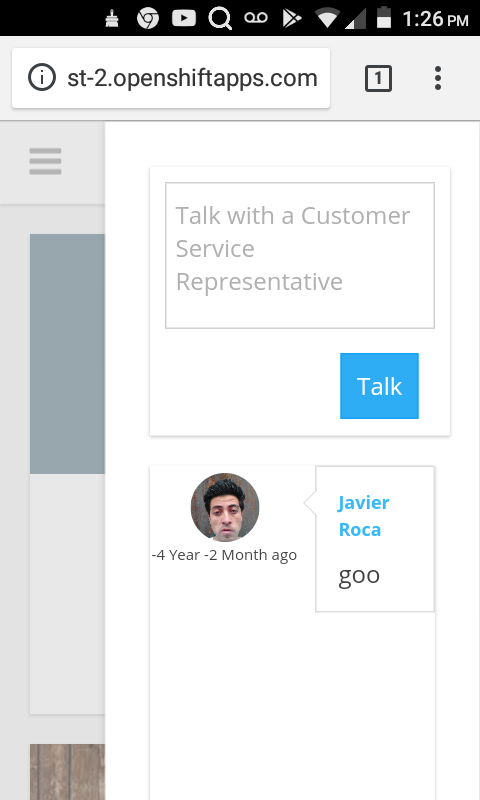 1:26 PM
st-2.openshiftapps.com
1
Talk with a Customer
Service
Representative
Talk
-4 Year -2 Month ago
Javier
Roca
goo